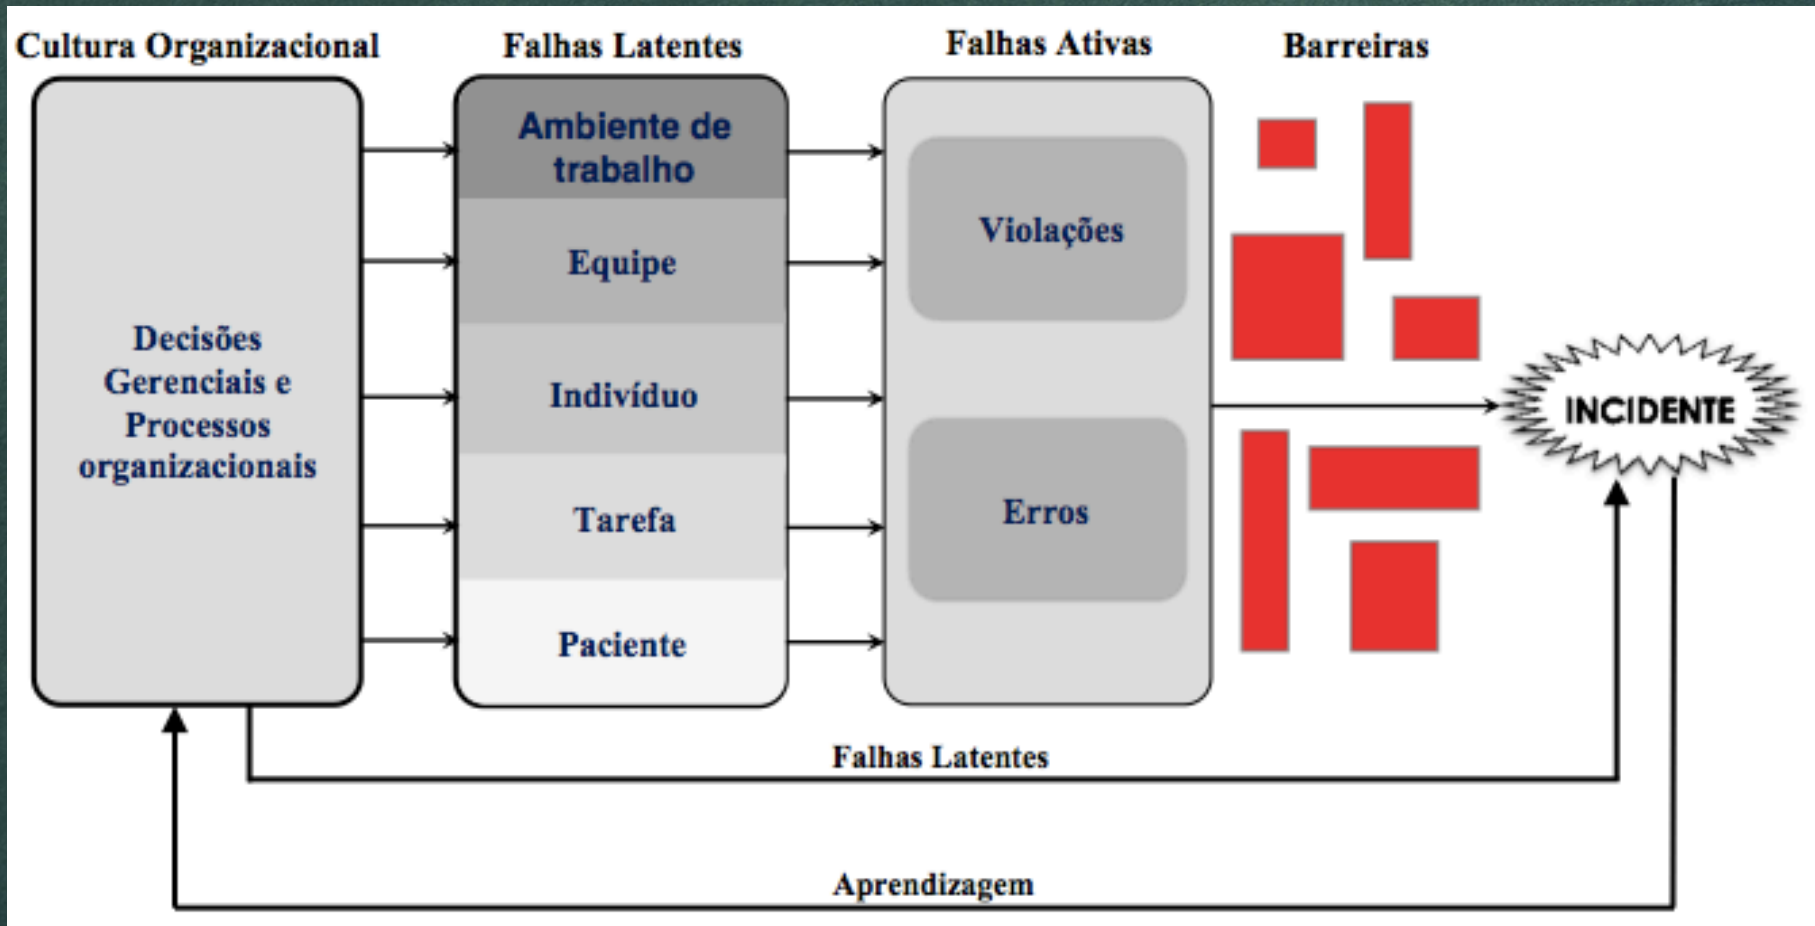 Cultura Organizacional
Falhas Latentes
Falhas Ativas
Barreiras
Decisões
Gerenciais e
Processos
organizacionais
Ambiente de
trabalho
Equipe
Indivíduo
Tarefa
Paciente
Violações
Erros
INCIDENTE
Falhas Latentes
Aprendizagem